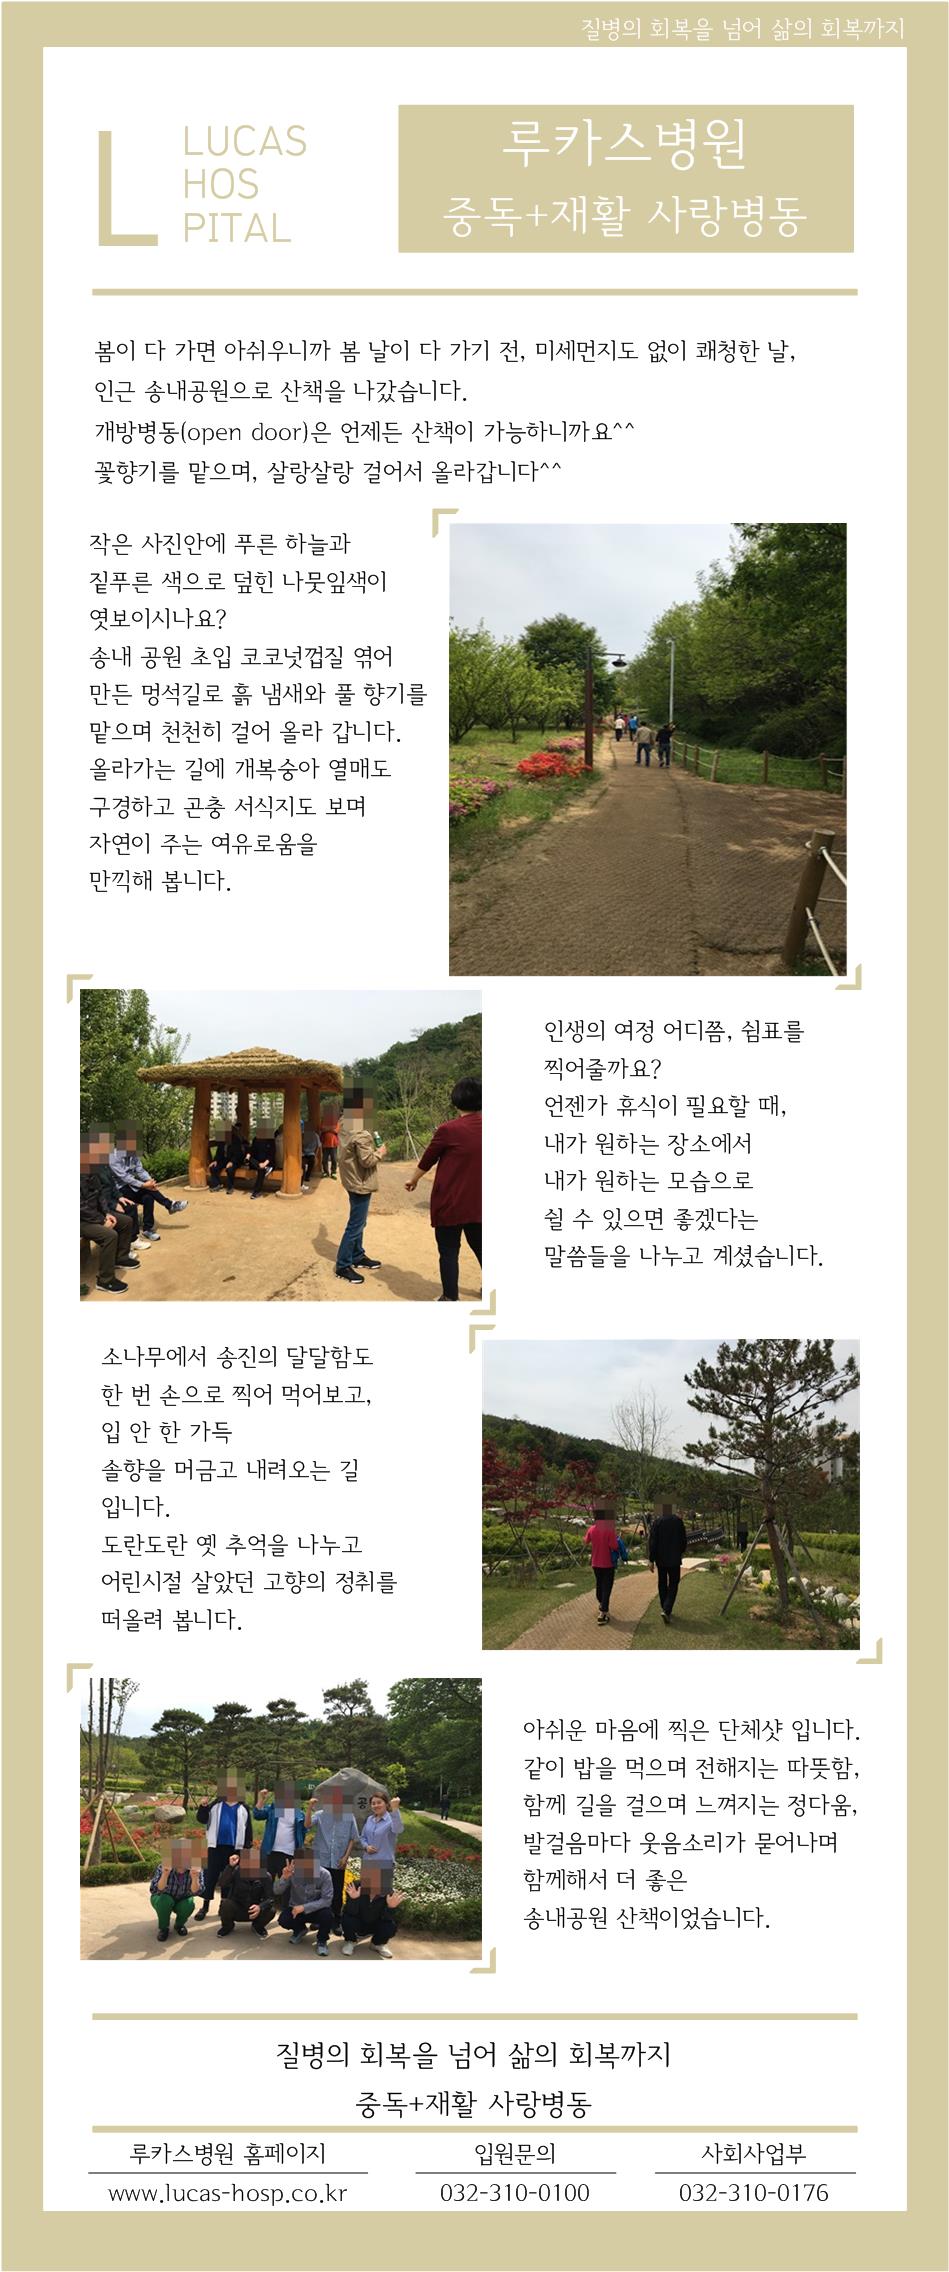 질병의 회복을 넘어 삶의 회복까지
L
LUCAS
HOS
PITAL
루카스병원
중독+재활 사랑병동
봄이 다 가면 아쉬우니까 봄 날이 다 가기 전, 미세먼지도 없이 쾌청한 날,
인근 송내공원으로 산책을 나갔습니다.
개방병동(open door)은 언제든 산책이 가능하니까요^^
꽃향기를 맡으며, 살랑살랑 걸어서 올라갑니다^^
작은 사진안에 푸른 하늘과
짙푸른 색으로 덮힌 나뭇잎색이
엿보이시나요?
송내 공원 초입 코코넛껍질 엮어
만든 멍석길로 흙 냄새와 풀 향기를
맡으며 천천히 걸어 올라 갑니다.
올라가는 길에 개복숭아 열매도
구경하고 곤충 서식지도 보며
자연이 주는 여유로움을
만끽해 봅니다.
인생의 여정 어디쯤, 쉼표를
찍어줄까요?
언젠가 휴식이 필요할 때,
내가 원하는 장소에서
내가 원하는 모습으로
쉴 수 있으면 좋겠다는
말씀들을 나누고 계셨습니다.
소나무에서 송진의 달달함도
한 번 손으로 찍어 먹어보고,
입 안 한 가득
솔향을 머금고 내려오는 길
입니다.
도란도란 옛 추억을 나누고
어린시절 살았던 고향의 정취를
떠올려 봅니다.
공
아쉬운 마음에 찍은 단체샷 입니다.
같이 밥을 먹으며 전해지는 따뜻함,
함께 길을 걸으며 느껴지는 정다움,
발걸음마다 웃음소리가 묻어나며
함께해서 더 좋은
송내공원 산책이었습니다.
질병의 회복을 넘어 삶의 회복까지
중독+재활 사랑병동
루카스병원 홈페이지
www.lucas-hosp.co.kr
입원문의
032-310-0100
사회사업부
032-310-0176